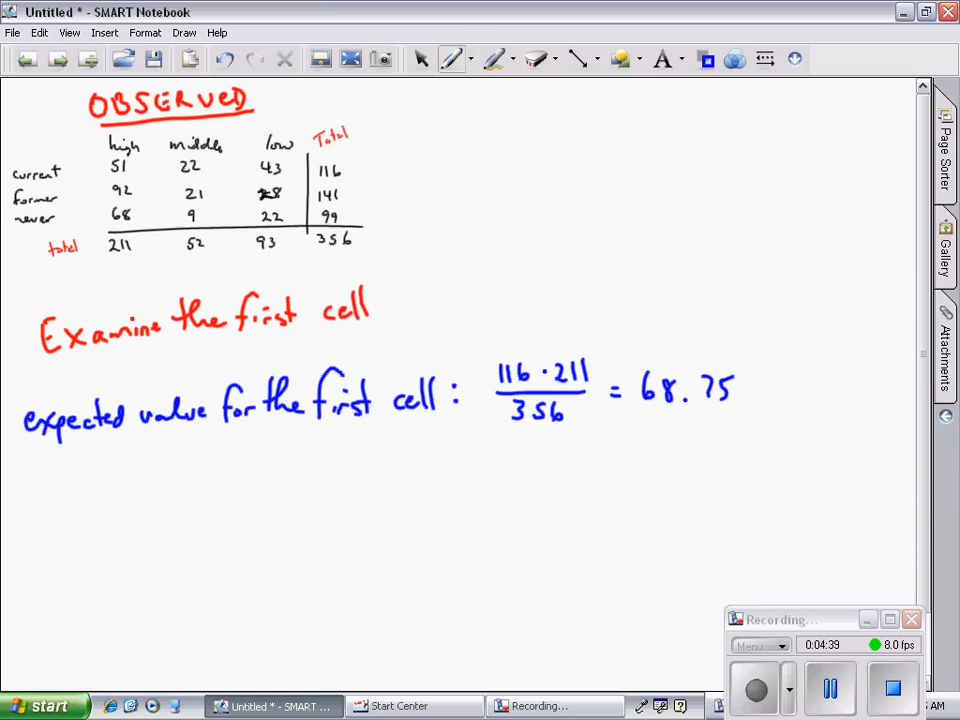 Untitled * - SMART Notebook
File Edit View Insert Format Draw Help
OBSERVED
high middle low Total
current 51 22 43 116
former 92 21 28 141
never 68 9 22 99
total 211 52 93 356
Examine the first cell
expected value for the first cell : 116 · 211 / 356 = 68.75
Page Sorter
Gallery
Attachments
Recording...
Menu 0:04:39 8.0 fps
start Untitled * - SMART ... Start Center Recording... AM